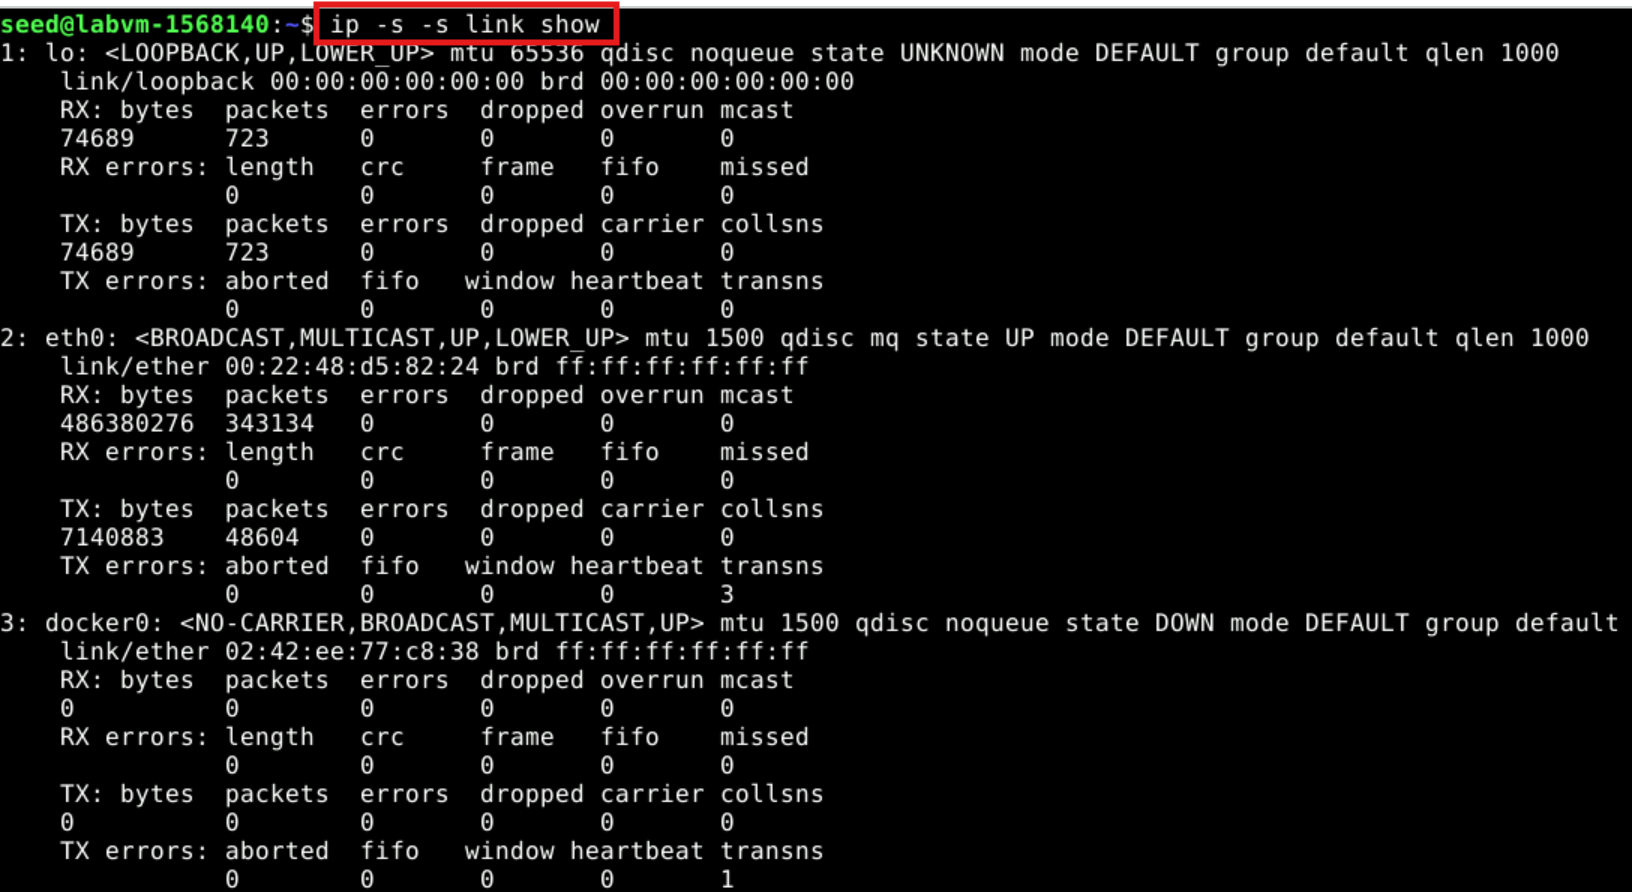 seed@labvm-1568140:~$ ip -s -s link show
1: lo: <LOOPBACK,UP,LOWER_UP> mtu 65536 qdisc noqueue state UNKNOWN mode DEFAULT group default qlen 1000
    link/loopback 00:00:00:00:00:00 brd 00:00:00:00:00:00
    RX: bytes  packets  errors  dropped overrun mcast
    74689      723      0       0       0       0
    RX errors: length   crc     frame   fifo    missed
               0        0       0       0       0
    TX: bytes  packets  errors  dropped carrier collsns
    74689      723      0       0       0       0
    TX errors: aborted  fifo   window heartbeat transns
               0        0       0       0       0
2: eth0: <BROADCAST,MULTICAST,UP,LOWER_UP> mtu 1500 qdisc mq state UP mode DEFAULT group default qlen 1000
    link/ether 00:22:48:d5:82:24 brd ff:ff:ff:ff:ff:ff
    RX: bytes  packets  errors  dropped overrun mcast
    486380276  343134   0       0       0       0
    RX errors: length   crc     frame   fifo    missed
               0        0       0       0       0
    TX: bytes  packets  errors  dropped carrier collsns
    7140883    48604    0       0       0       0
    TX errors: aborted  fifo   window heartbeat transns
               0        0       0       0       3
3: docker0: <NO-CARRIER,BROADCAST,MULTICAST,UP> mtu 1500 qdisc noqueue state DOWN mode DEFAULT group default
    link/ether 02:42:ee:77:c8:38 brd ff:ff:ff:ff:ff:ff
    RX: bytes  packets  errors  dropped overrun mcast
    0          0        0       0       0       0
    RX errors: length   crc     frame   fifo    missed
               0        0       0       0       0
    TX: bytes  packets  errors  dropped carrier collsns
    0          0        0       0       0       0
    TX errors: aborted  fifo   window heartbeat transns
               0        0       0       0       1